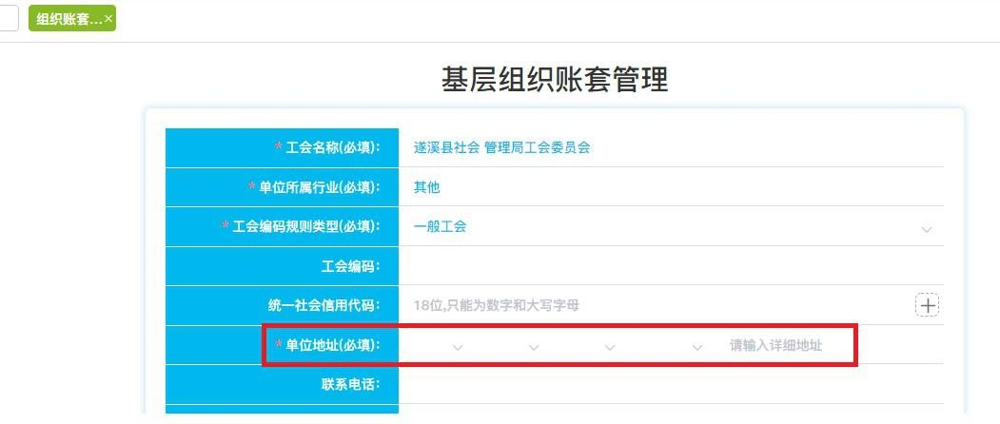 组织账套...×
基层组织账套管理
* 工会名称(必填): 遂溪县社会 管理局工会委员会
* 单位所属行业(必填): 其他
* 工会编码规则类型(必填): 一般工会
工会编码:
统一社会信用代码: 18位,只能为数字和大写字母
* 单位地址(必填): 请输入详细地址
联系电话: